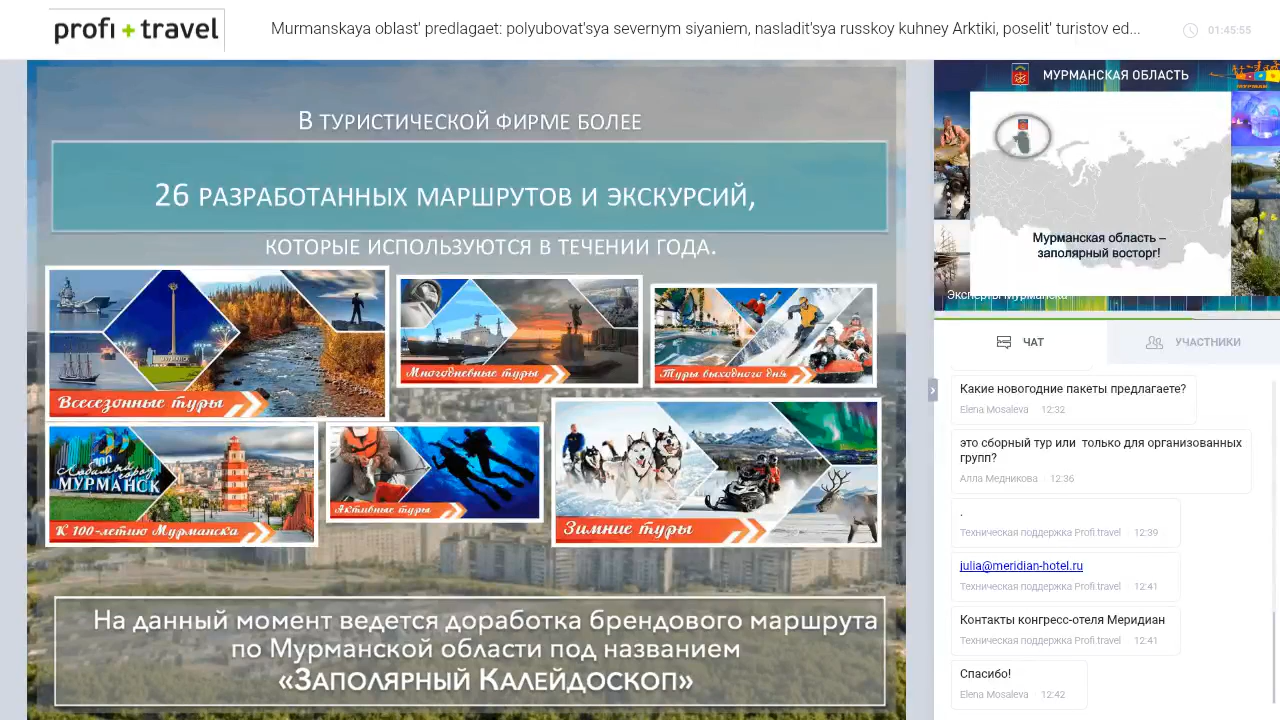 profi + travel
Murmanskaya oblast' predlagaet: polyubovat'sya severnym siyaniem, nasladit'sya russkoy kuhney Arktiki, poselit' turistov ed...
01:45:55
В ТУРИСТИЧЕСКОЙ ФИРМЕ БОЛЕЕ
26 РАЗРАБОТАННЫХ МАРШРУТОВ И ЭКСКУРСИЙ,
КОТОРЫЕ ИСПОЛЬЗУЮТСЯ В ТЕЧЕНИИ ГОДА.
МУРМАНСК
Всесезонные туры
Многодневные туры
Туры выходного дня
100
Любимый город
МУРМАНСК
К 100-летию Мурманска
Активные туры
Зимние туры
На данный момент ведется доработка брендового маршрута
по Мурманской области под названием
«Заполярный Калейдоскоп»
МУРМАНСКАЯ ОБЛАСТЬ
Мурманская область –
заполярный восторг!
Эксперты Мурманска
ЧАТ
УЧАСТНИКИ
Какие новогодние пакеты предлагаете?
Elena Mosaleva 12:32
это сборный тур или только для организованных
групп?
Алла Медникова 12:36
.
Техническая поддержка Profi.travel 12:39
julia@meridian-hotel.ru
Техническая поддержка Profi.travel 12:41
Контакты конгресс-отеля Меридиан
Техническая поддержка Profi.travel 12:41
Спасибо!
Elena Mosaleva 12:42